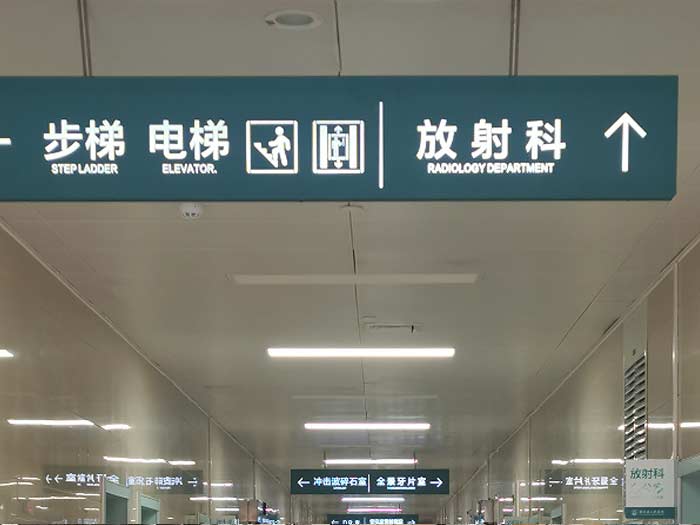 步梯 电梯 放射科
STEP LADDER ELEVATOR. RADIOLOGY DEPARTMENT
冲击波碎石室 全景牙片室
放射科